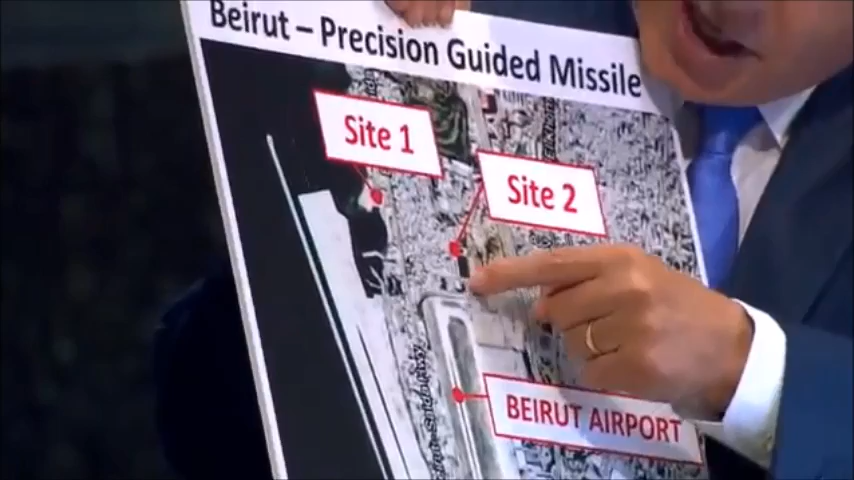 Beirut – Precision Guided Missile
Site 1
Site 2
BEIRUT AIRPORT